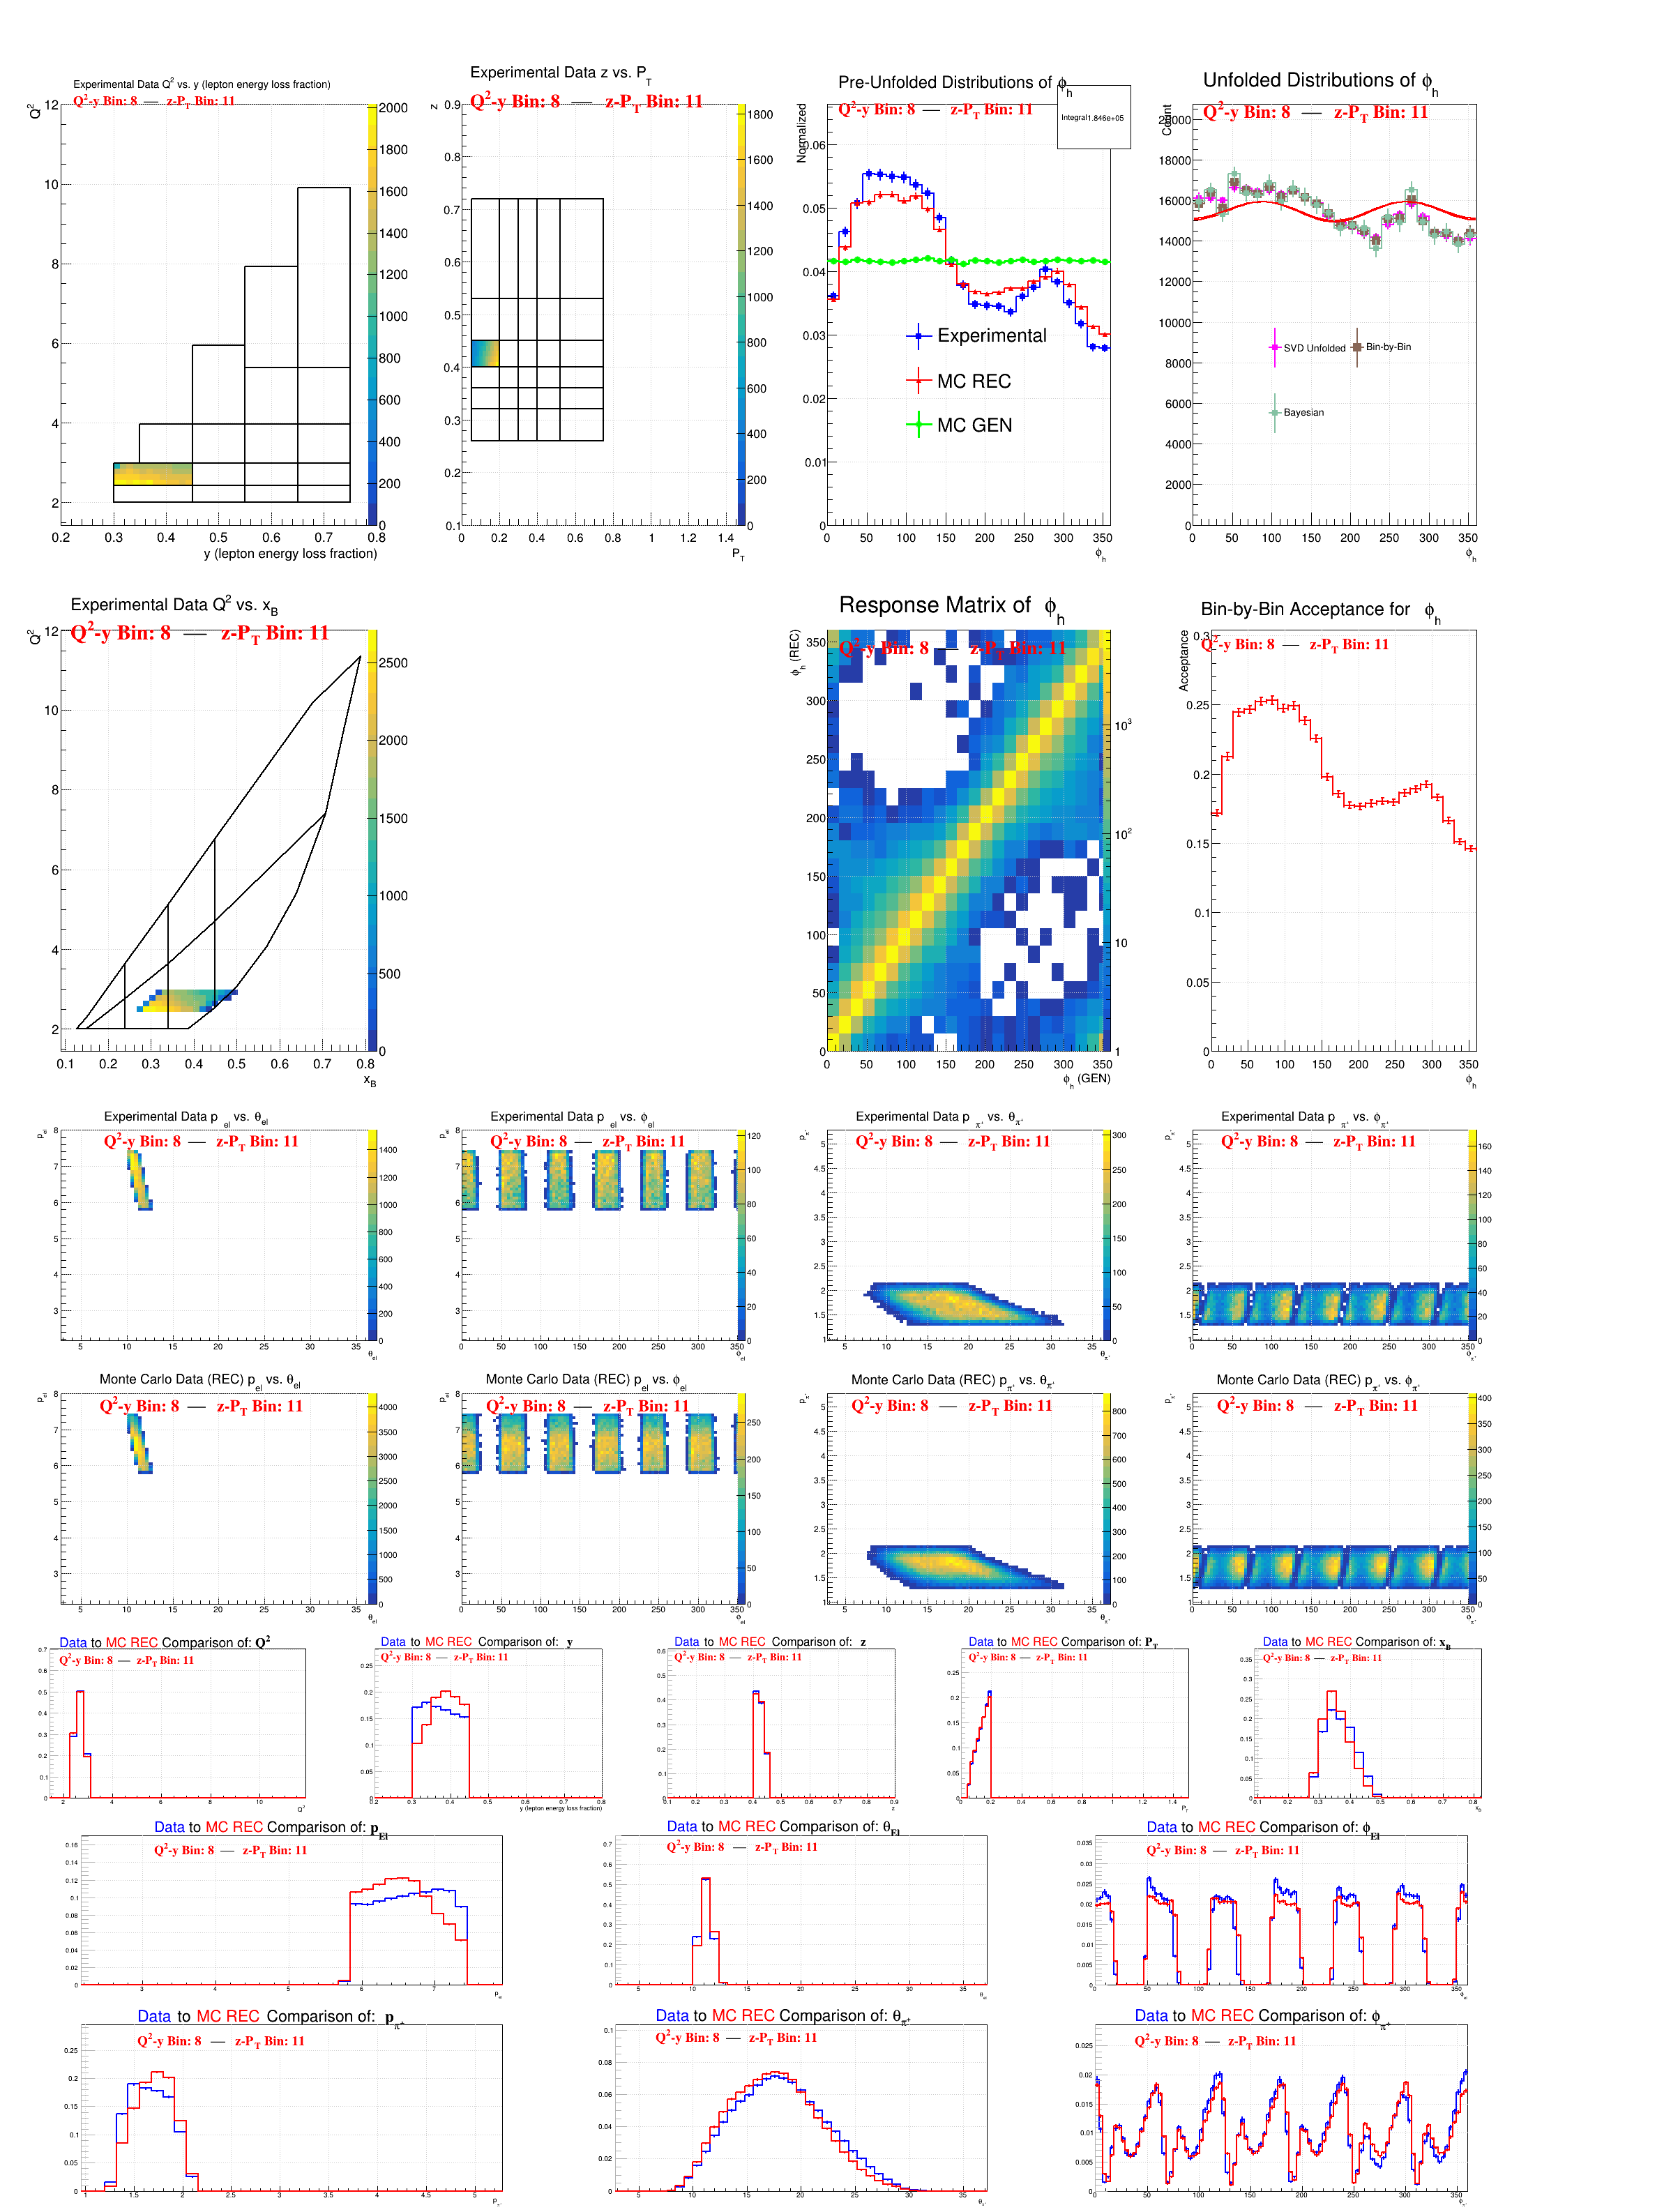 Experimental Data Q² vs. y (lepton energy loss fraction)
Q²-y Bin: 8 — z-P_T Bin: 11
Q²
y (lepton energy loss fraction)
Experimental Data z vs. P_T
Q²-y Bin: 8 — z-P_T Bin: 11
z
P_T
Pre-Unfolded Distributions of ϕ_h
Q²-y Bin: 8 — z-P_T Bin: 11
Integral 1.846e+05
Normalized
Experimental
MC REC
MC GEN
ϕ_h
Unfolded Distributions of ϕ_h
Q²-y Bin: 8 — z-P_T Bin: 11
Count
SVD Unfolded
Bin-by-Bin
Bayesian
ϕ_h
Experimental Data Q² vs. x_B
Q²-y Bin: 8 — z-P_T Bin: 11
Q²
x_B
Response Matrix of ϕ_h
Q²-y Bin: 8 — z-P_T Bin: 11
ϕ_h (REC)
ϕ_h (GEN)
Bin-by-Bin Acceptance for ϕ_h
Q²-y Bin: 8 — z-P_T Bin: 11
Acceptance
ϕ_h
Experimental Data p_el vs. θ_el
Q²-y Bin: 8 — z-P_T Bin: 11
Experimental Data p_el vs. ϕ_el
Q²-y Bin: 8 — z-P_T Bin: 11
Experimental Data p_π⁺ vs. θ_π⁺
Q²-y Bin: 8 — z-P_T Bin: 11
Experimental Data p_π⁺ vs. ϕ_π⁺
Q²-y Bin: 8 — z-P_T Bin: 11
Monte Carlo Data (REC) p_el vs. θ_el
Q²-y Bin: 8 — z-P_T Bin: 11
Monte Carlo Data (REC) p_el vs. ϕ_el
Q²-y Bin: 8 — z-P_T Bin: 11
Monte Carlo Data (REC) p_π⁺ vs. θ_π⁺
Q²-y Bin: 8 — z-P_T Bin: 11
Monte Carlo Data (REC) p_π⁺ vs. ϕ_π⁺
Q²-y Bin: 8 — z-P_T Bin: 11
Data to MC REC Comparison of: Q²
Q²-y Bin: 8 — z-P_T Bin: 11
Q²
Data to MC REC Comparison of: y
Q²-y Bin: 8 — z-P_T Bin: 11
y (lepton energy loss fraction)
Data to MC REC Comparison of: z
Q²-y Bin: 8 — z-P_T Bin: 11
z
Data to MC REC Comparison of: P_T
Q²-y Bin: 8 — z-P_T Bin: 11
P_T
Data to MC REC Comparison of: x_B
Q²-y Bin: 8 — z-P_T Bin: 11
x_B
Data to MC REC Comparison of: p_El
Q²-y Bin: 8 — z-P_T Bin: 11
Data to MC REC Comparison of: θ_El
Q²-y Bin: 8 — z-P_T Bin: 11
Data to MC REC Comparison of: ϕ_El
Q²-y Bin: 8 — z-P_T Bin: 11
Data to MC REC Comparison of: p_π⁺
Q²-y Bin: 8 — z-P_T Bin: 11
Data to MC REC Comparison of: θ_π⁺
Q²-y Bin: 8 — z-P_T Bin: 11
Data to MC REC Comparison of: ϕ_π⁺
Q²-y Bin: 8 — z-P_T Bin: 11